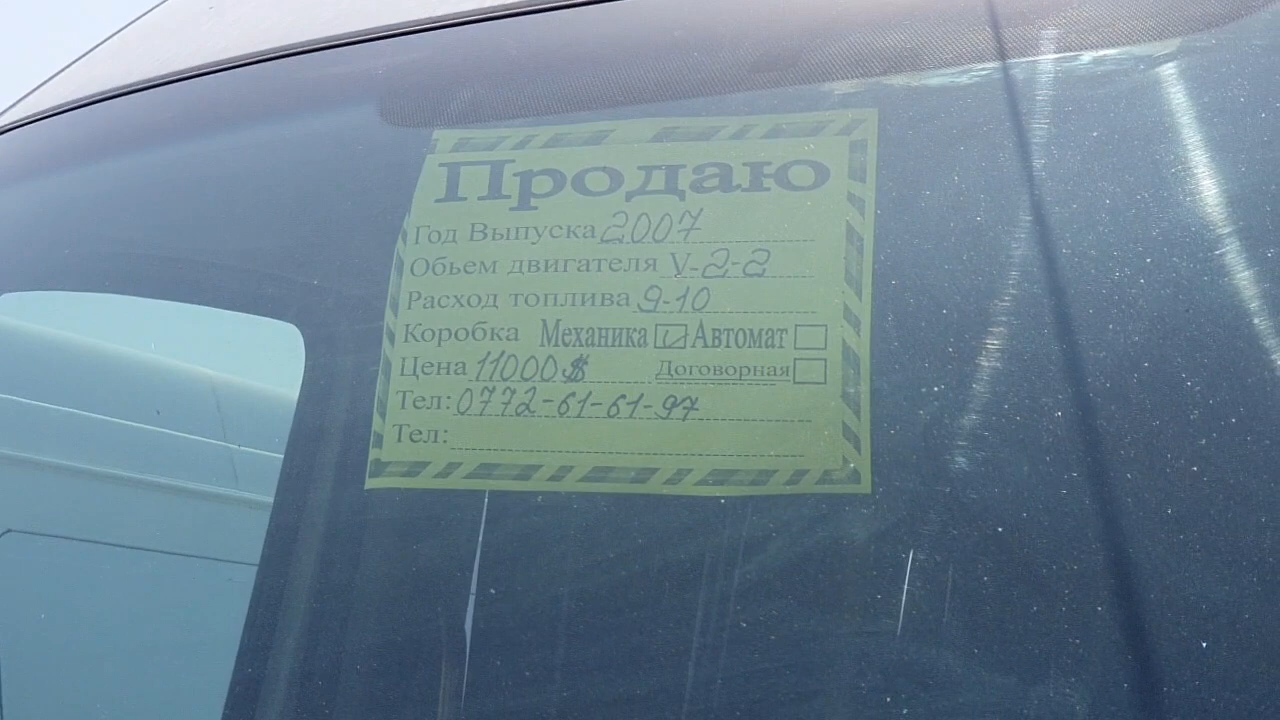 Продаю
Год Выпуска 2007
Обьем двигателя V-2-2
Расход топлива 9-10
Коробка Механика Автомат
Цена 11000$ Договорная
Тел: 0772-61-61-97
Тел: